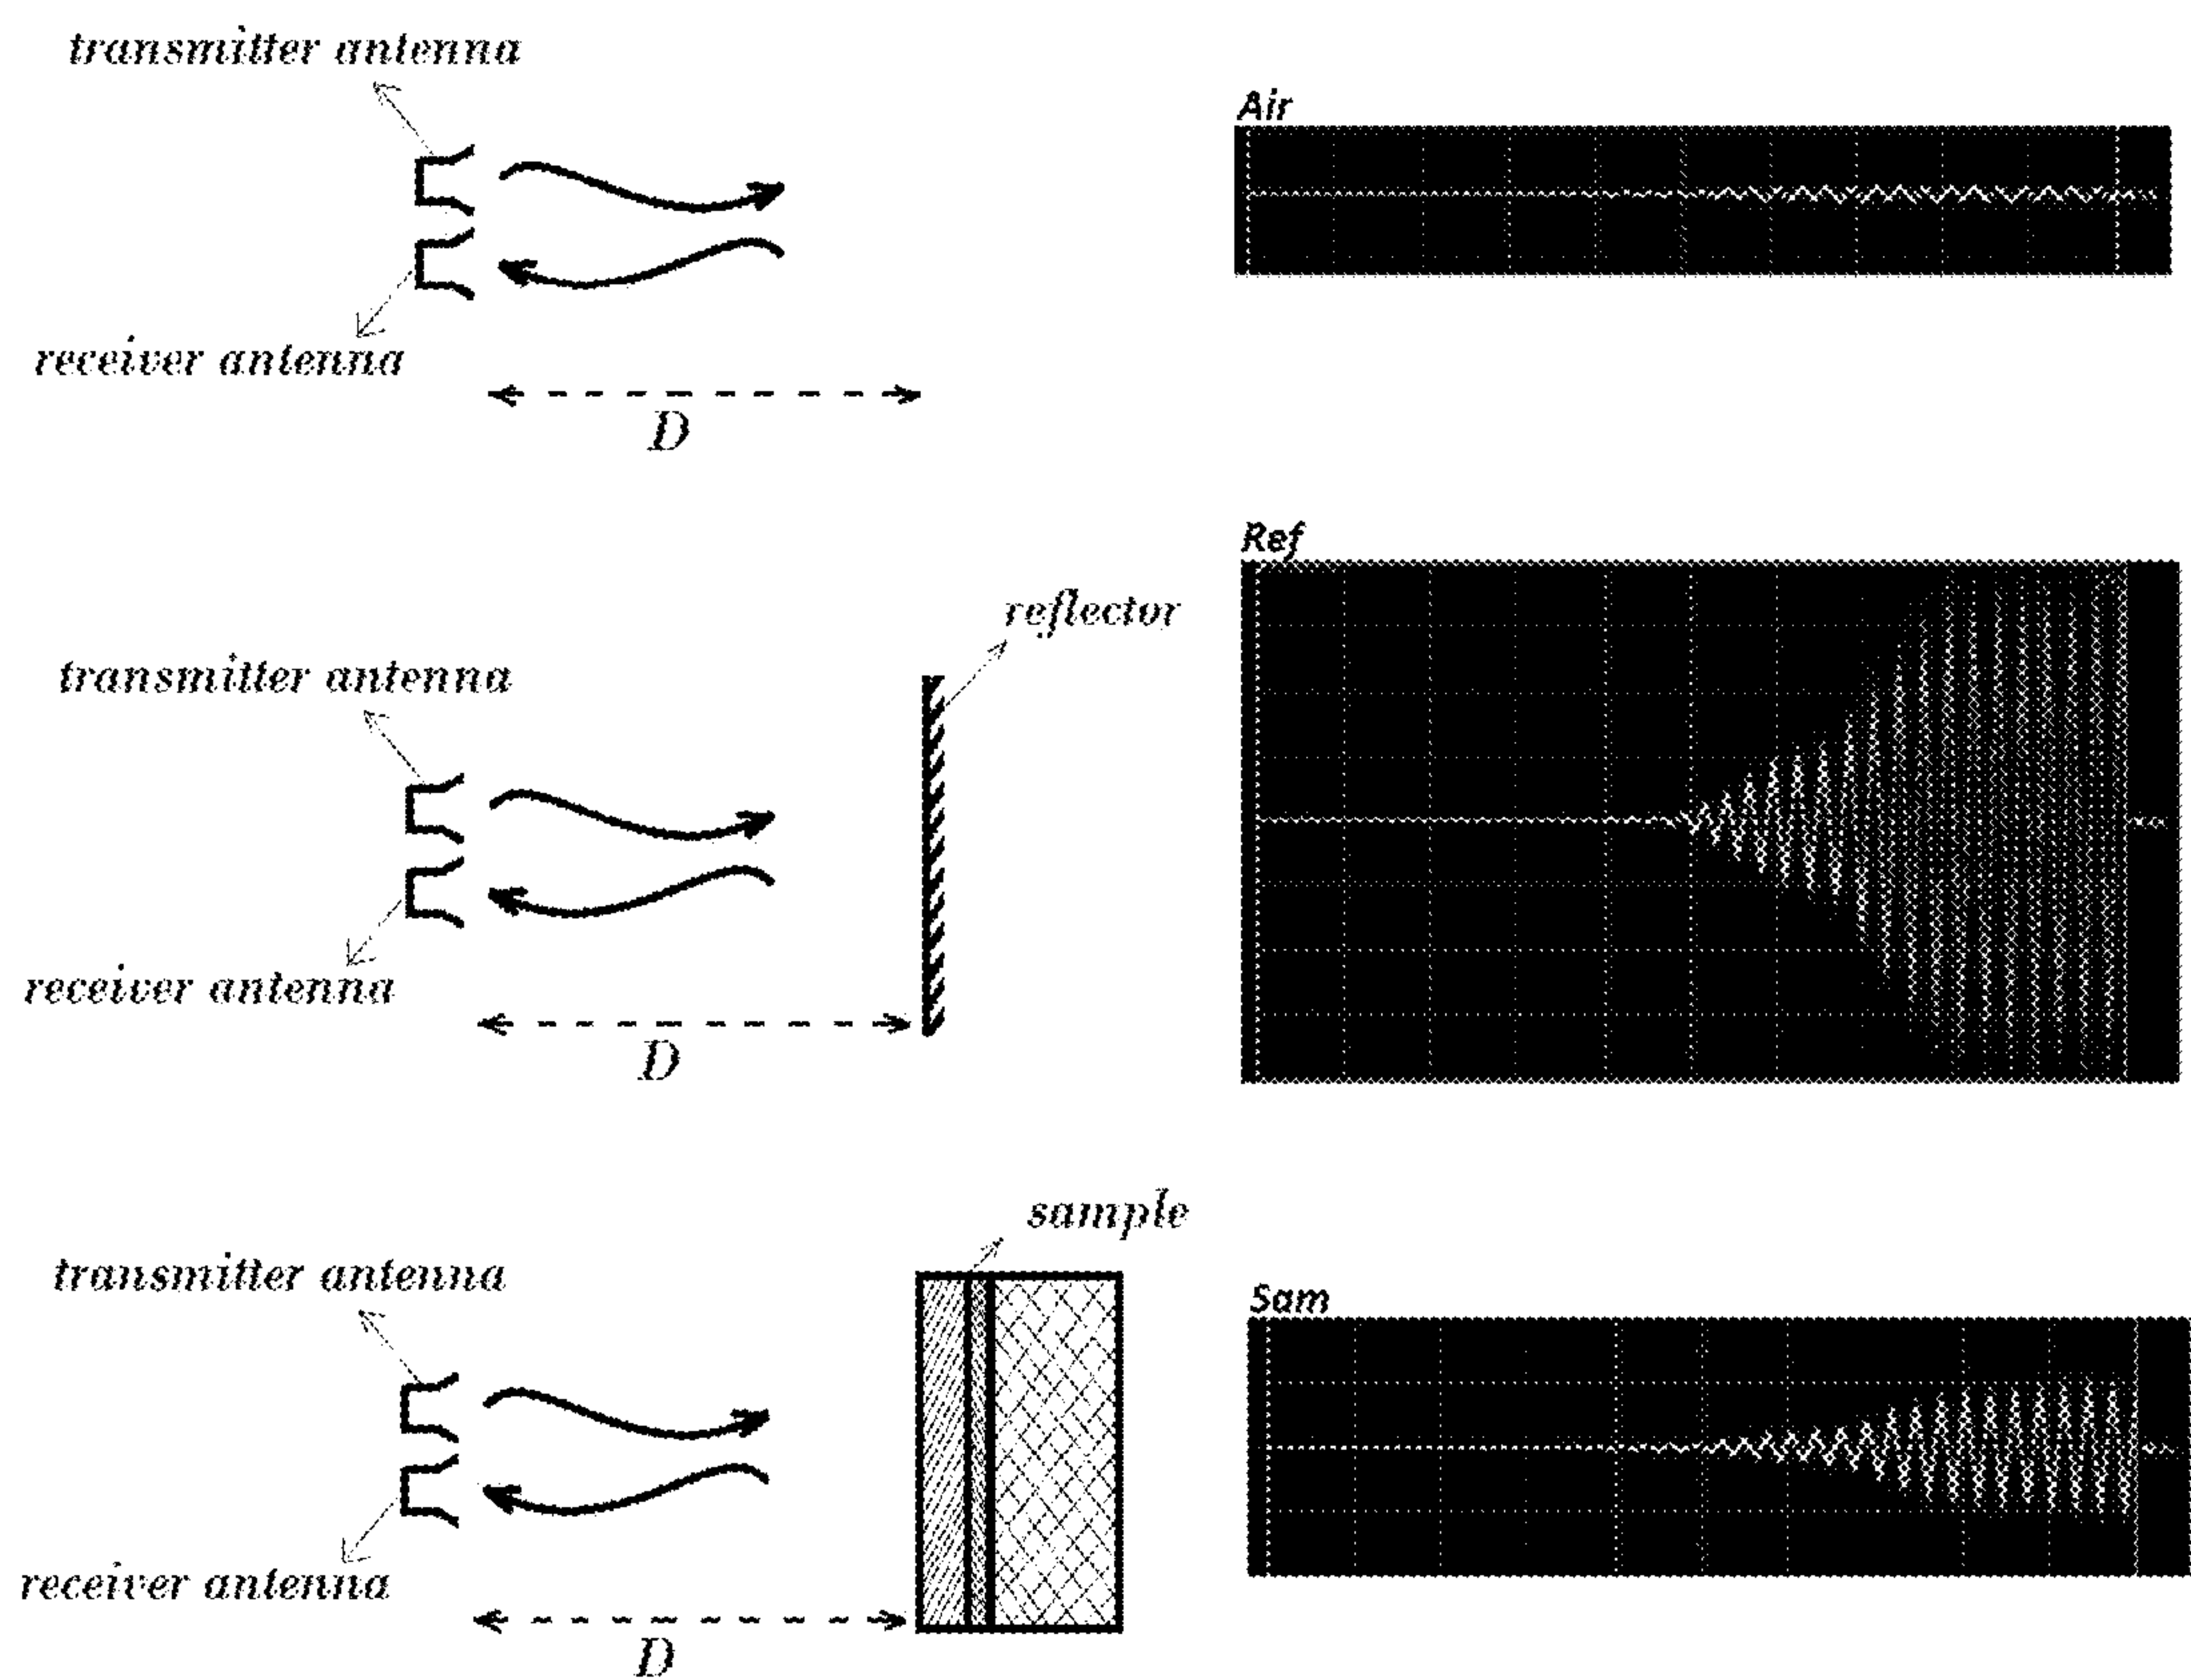 transmitter antenna
Air
receiver antenna
D
Ref
reflector
transmitter antenna
receiver antenna
D
sample
transmitter antenna
Sam
receiver antenna
D